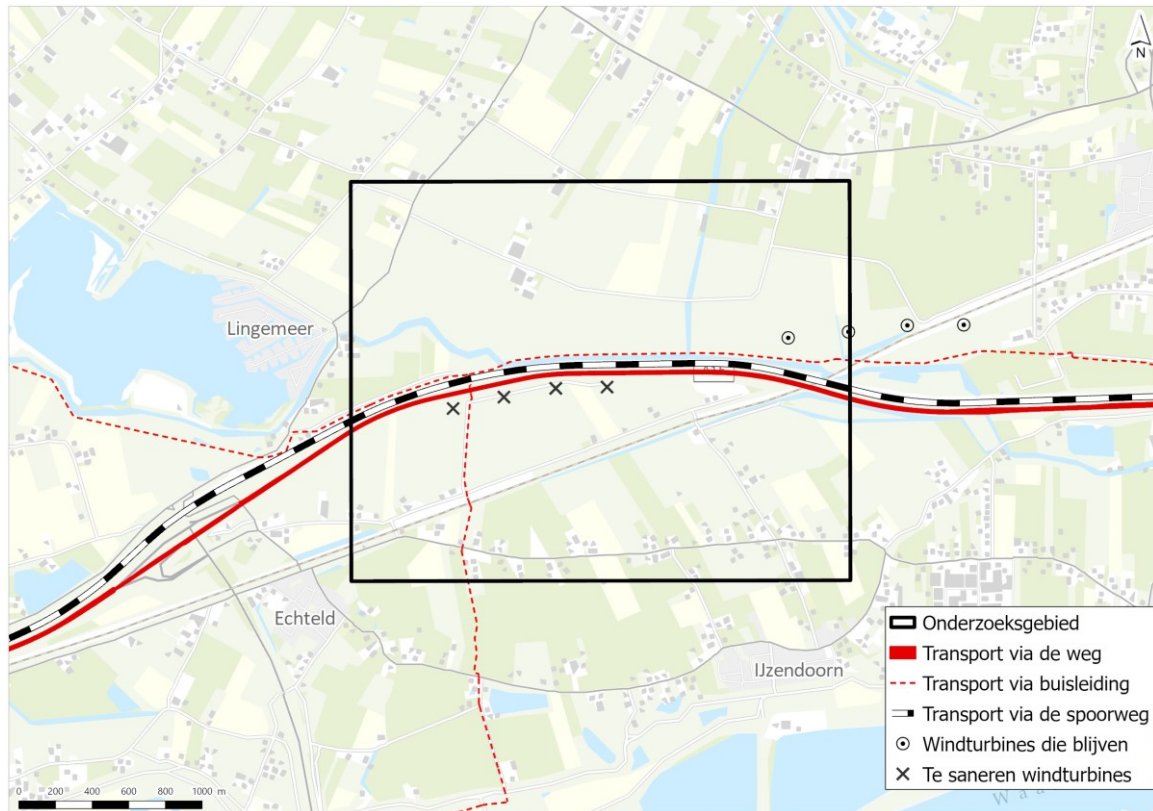 N
Lingemeer
Echteld
IJzendoorn
Onderzoeksgebied
Transport via de weg
Transport via buisleiding
Transport via de spoorweg
Windturbines die blijven
Te saneren windturbines
0 200 400 600 800 1000 m